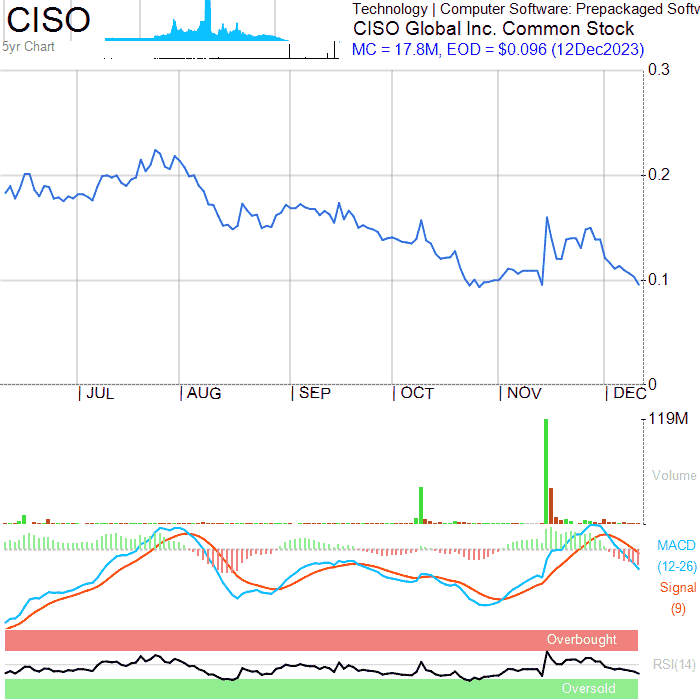 CISO
5yr Chart
Technology | Computer Software: Prepackaged Softw
CISO Global Inc. Common Stock
MC = 17.8M, EOD = $0.096 (12Dec2023)
0.3
0.2
0.1
0
| JUL | AUG | SEP | OCT | NOV | DEC
119M
Volume
MACD
(12-26)
Signal
(9)
Overbought
RSI(14)
Oversold